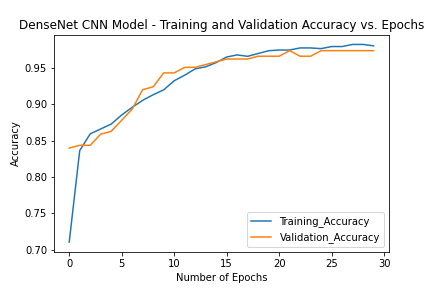 DenseNet CNN Model - Training and Validation Accuracy vs. Epochs
0.95
0.90
0.85
0.80
0.75
0.70
Accuracy
Training_Accuracy
Validation_Accuracy
0 5 10 15 20 25 30
Number of Epochs